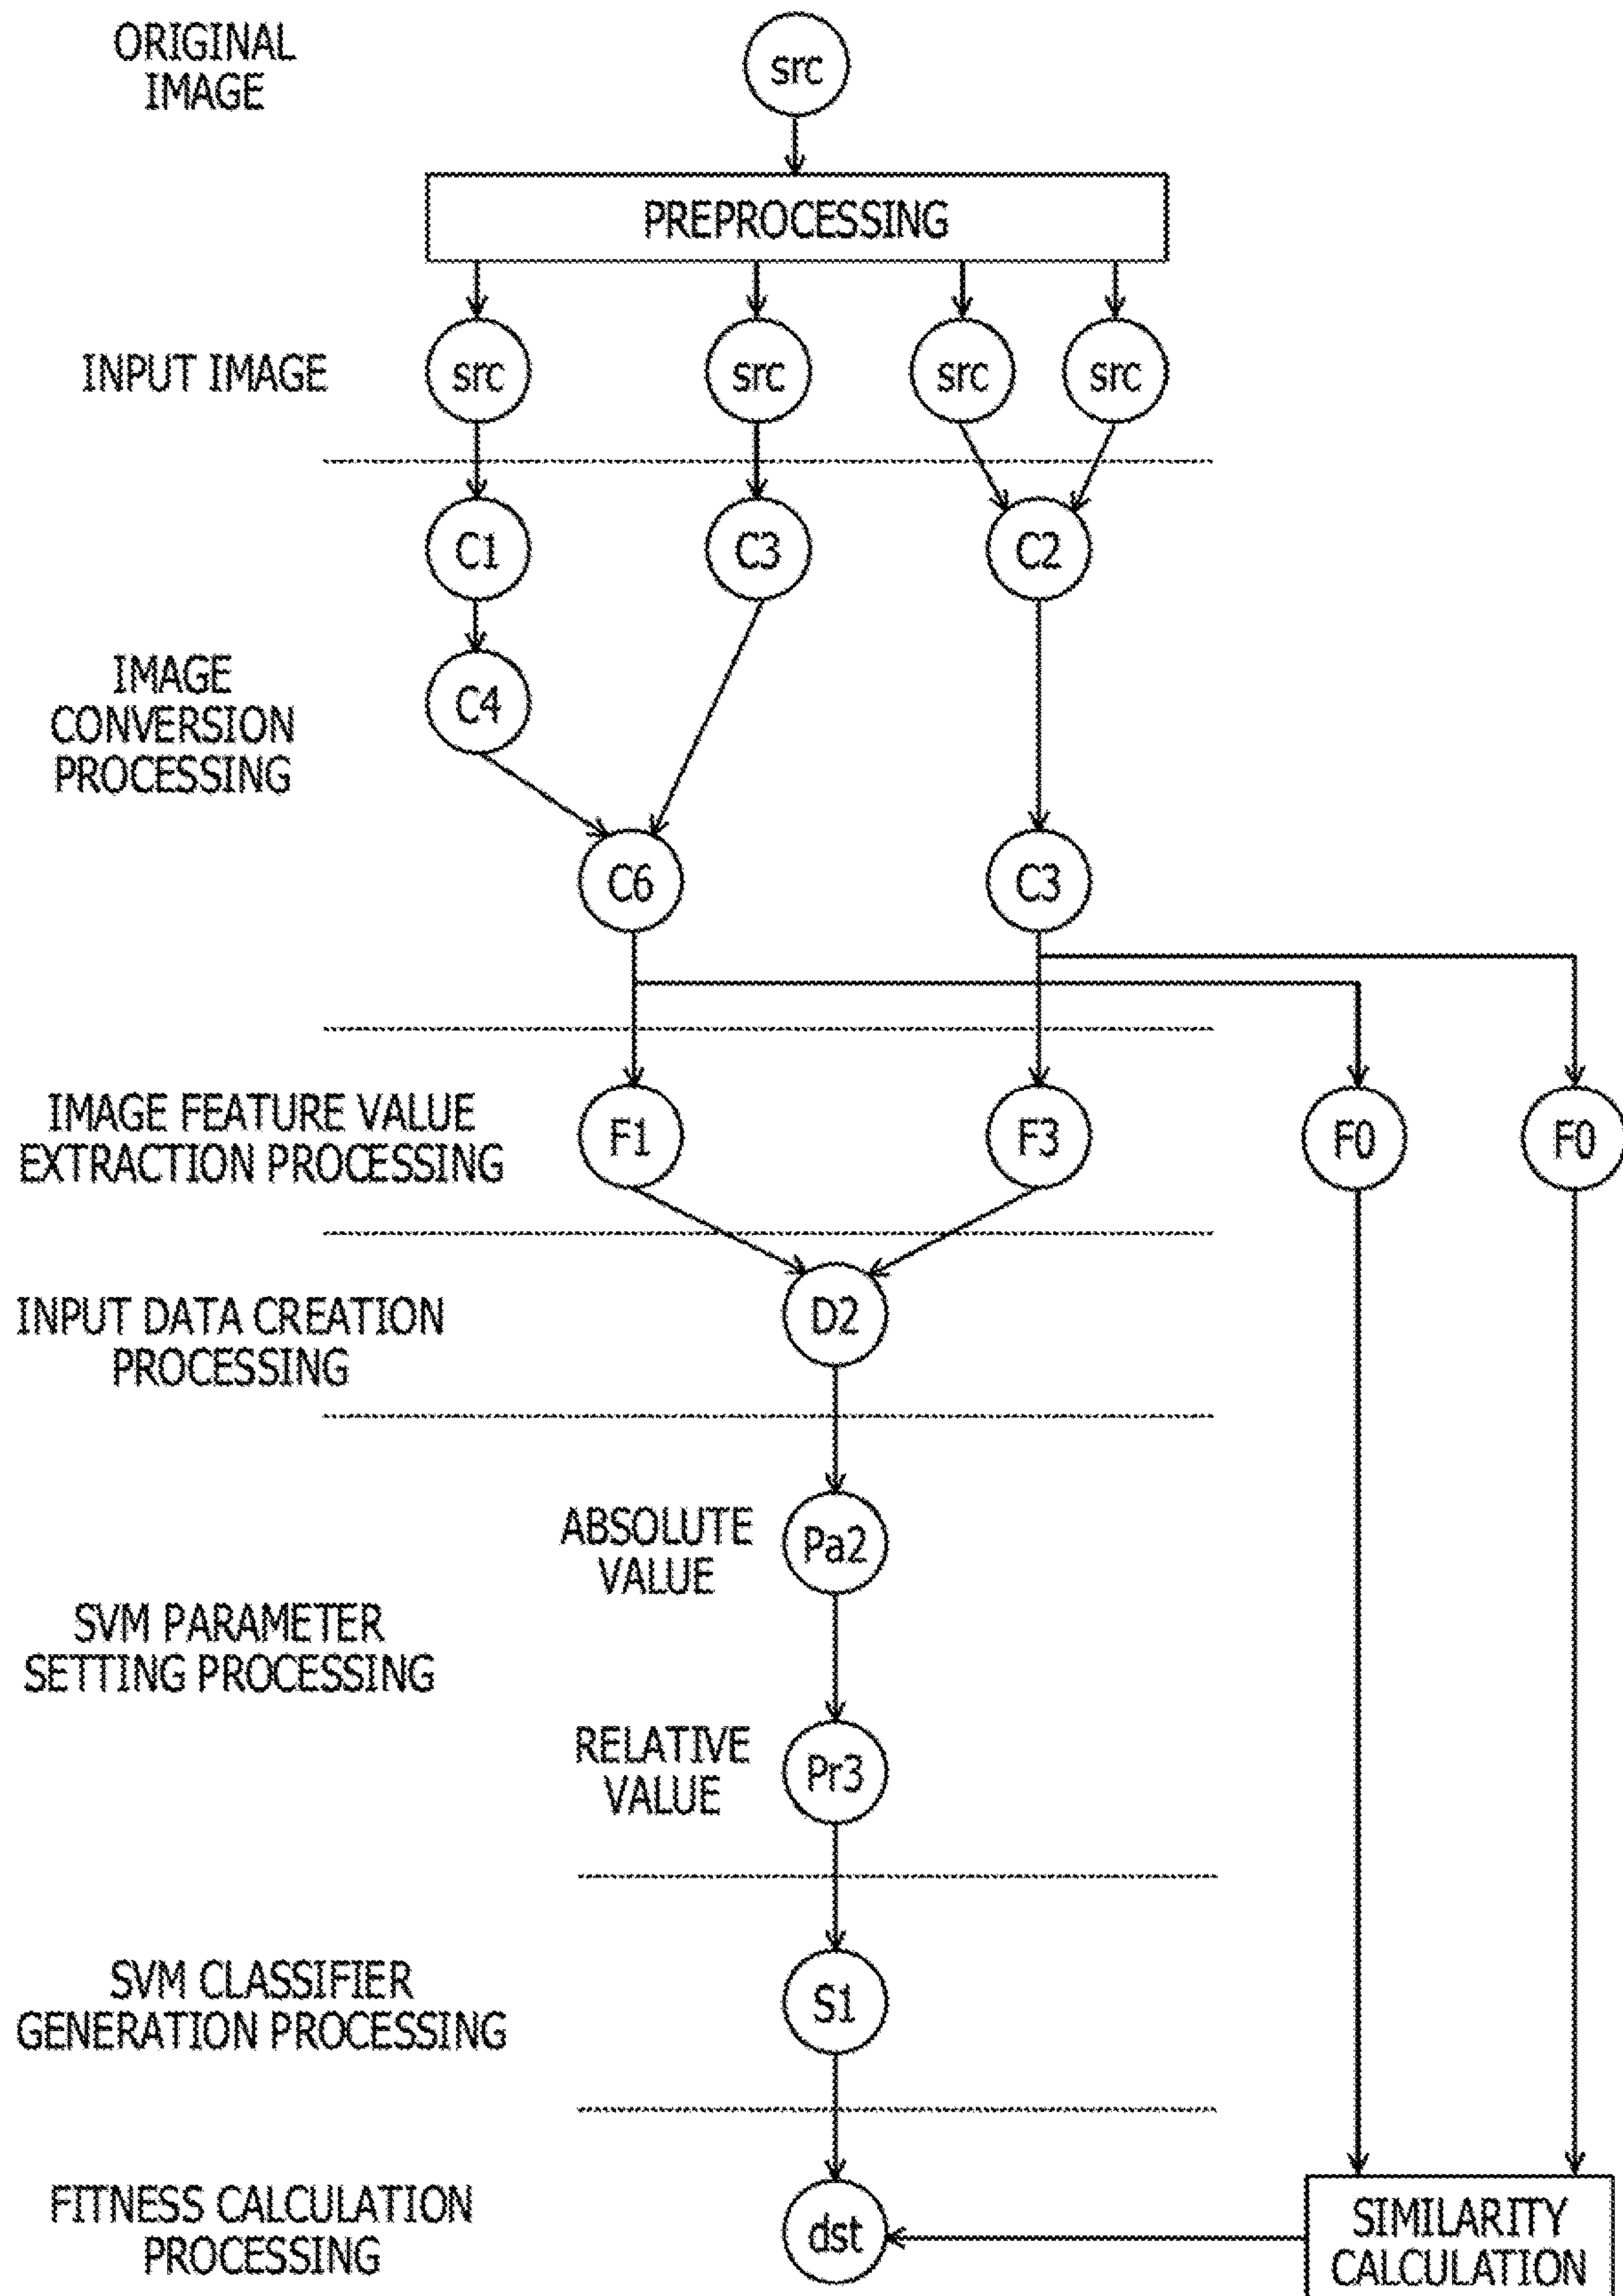 ORIGINAL
IMAGE
src
PREPROCESSING
INPUT IMAGE
src
src
src
src
C1
C3
C2
IMAGE
CONVERSION
PROCESSING
C4
C6
C3
IMAGE FEATURE VALUE
EXTRACTION PROCESSING
F1
F3
F0
F0
INPUT DATA CREATION
PROCESSING
D2
ABSOLUTE
VALUE
Pa2
SVM PARAMETER
SETTING PROCESSING
RELATIVE
VALUE
Pr3
SVM CLASSIFIER
GENERATION PROCESSING
S1
FITNESS CALCULATION
PROCESSING
dst
SIMILARITY
CALCULATION